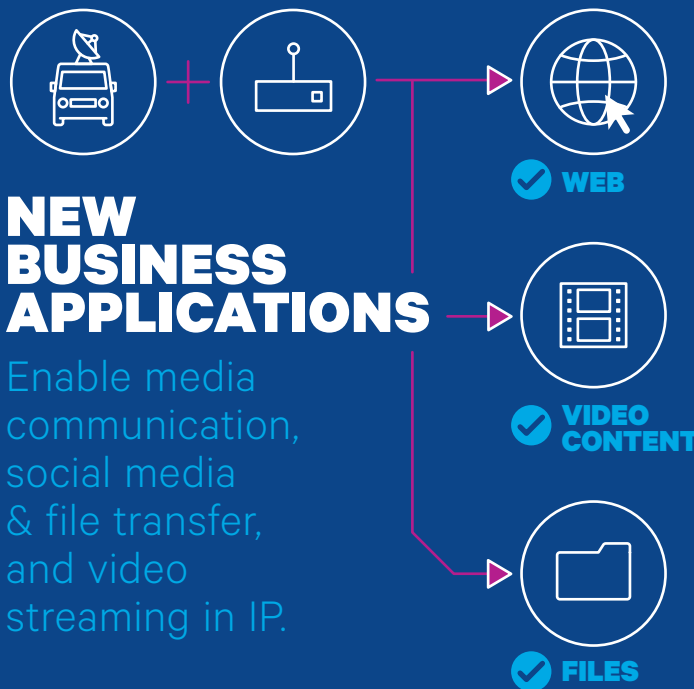 WEB
NEW
BUSINESS
APPLICATIONS
Enable media
communication,
social media
& file transfer,
and video
streaming in IP.
VIDEO
CONTENT
FILES